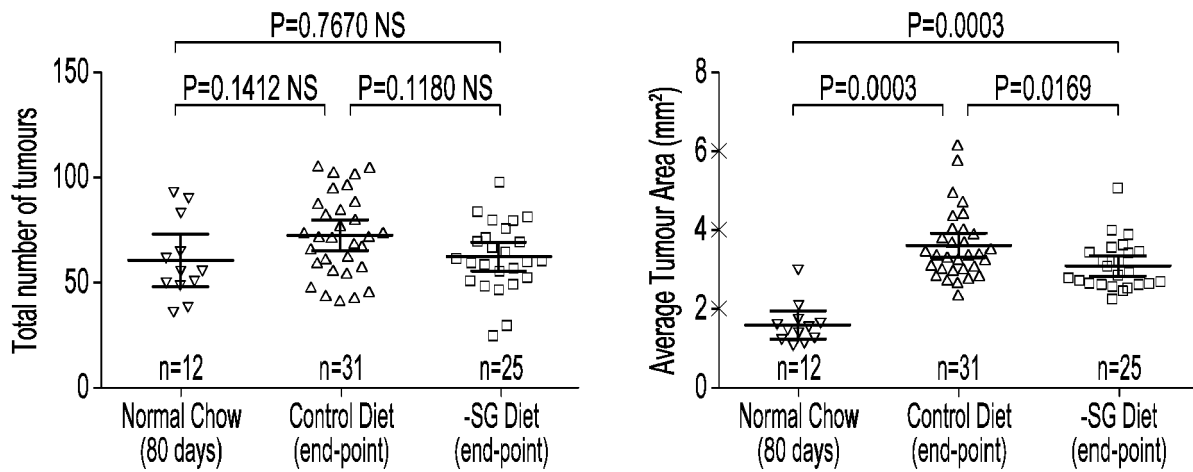 P=0.7670 NS
P=0.1412 NS
P=0.1180 NS
150
100
50
0
Total number of tumours
n=12
n=31
n=25
Normal Chow
(80 days)
Control Diet
(end-point)
-SG Diet
(end-point)
P=0.0003
P=0.0003
P=0.0169
8
6
4
2
0
Average Tumour Area (mm²)
n=12
n=31
n=25
Normal Chow
(80 days)
Control Diet
(end-point)
-SG Diet
(end-point)